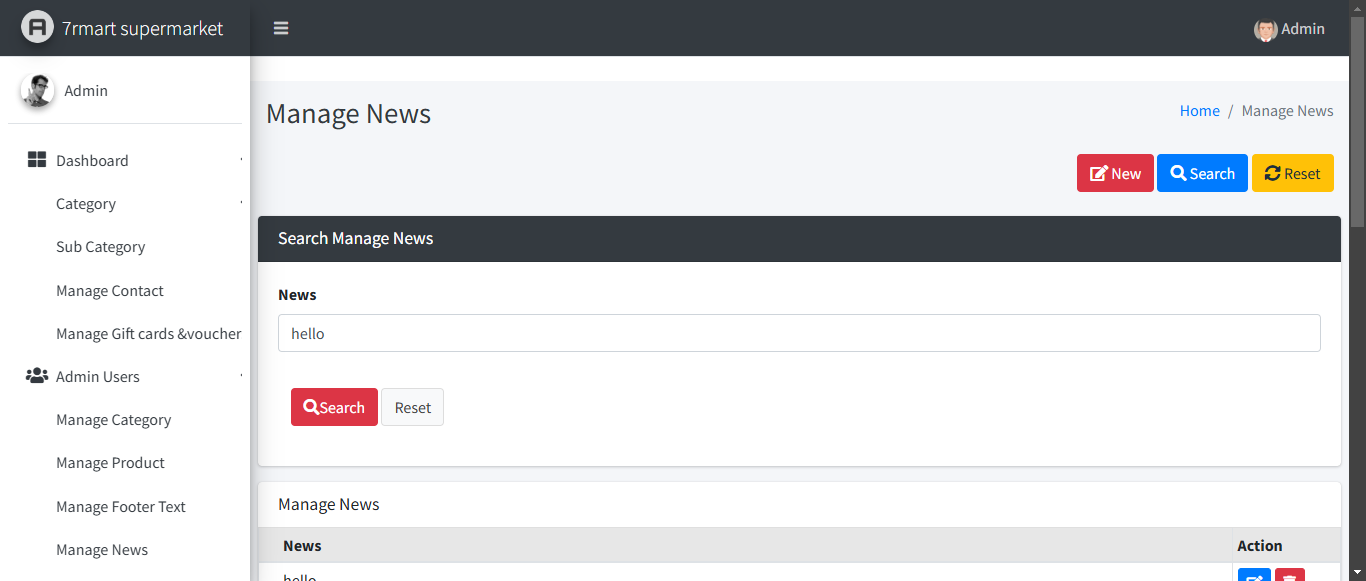 7rmart supermarket
Admin
Admin
Manage News
Home / Manage News
New Search Reset
Dashboard
Category
Sub Category
Manage Contact
Manage Gift cards &voucher
Admin Users
Manage Category
Manage Product
Manage Footer Text
Manage News
Search Manage News
News
hello
Search Reset
Manage News
News Action
hello